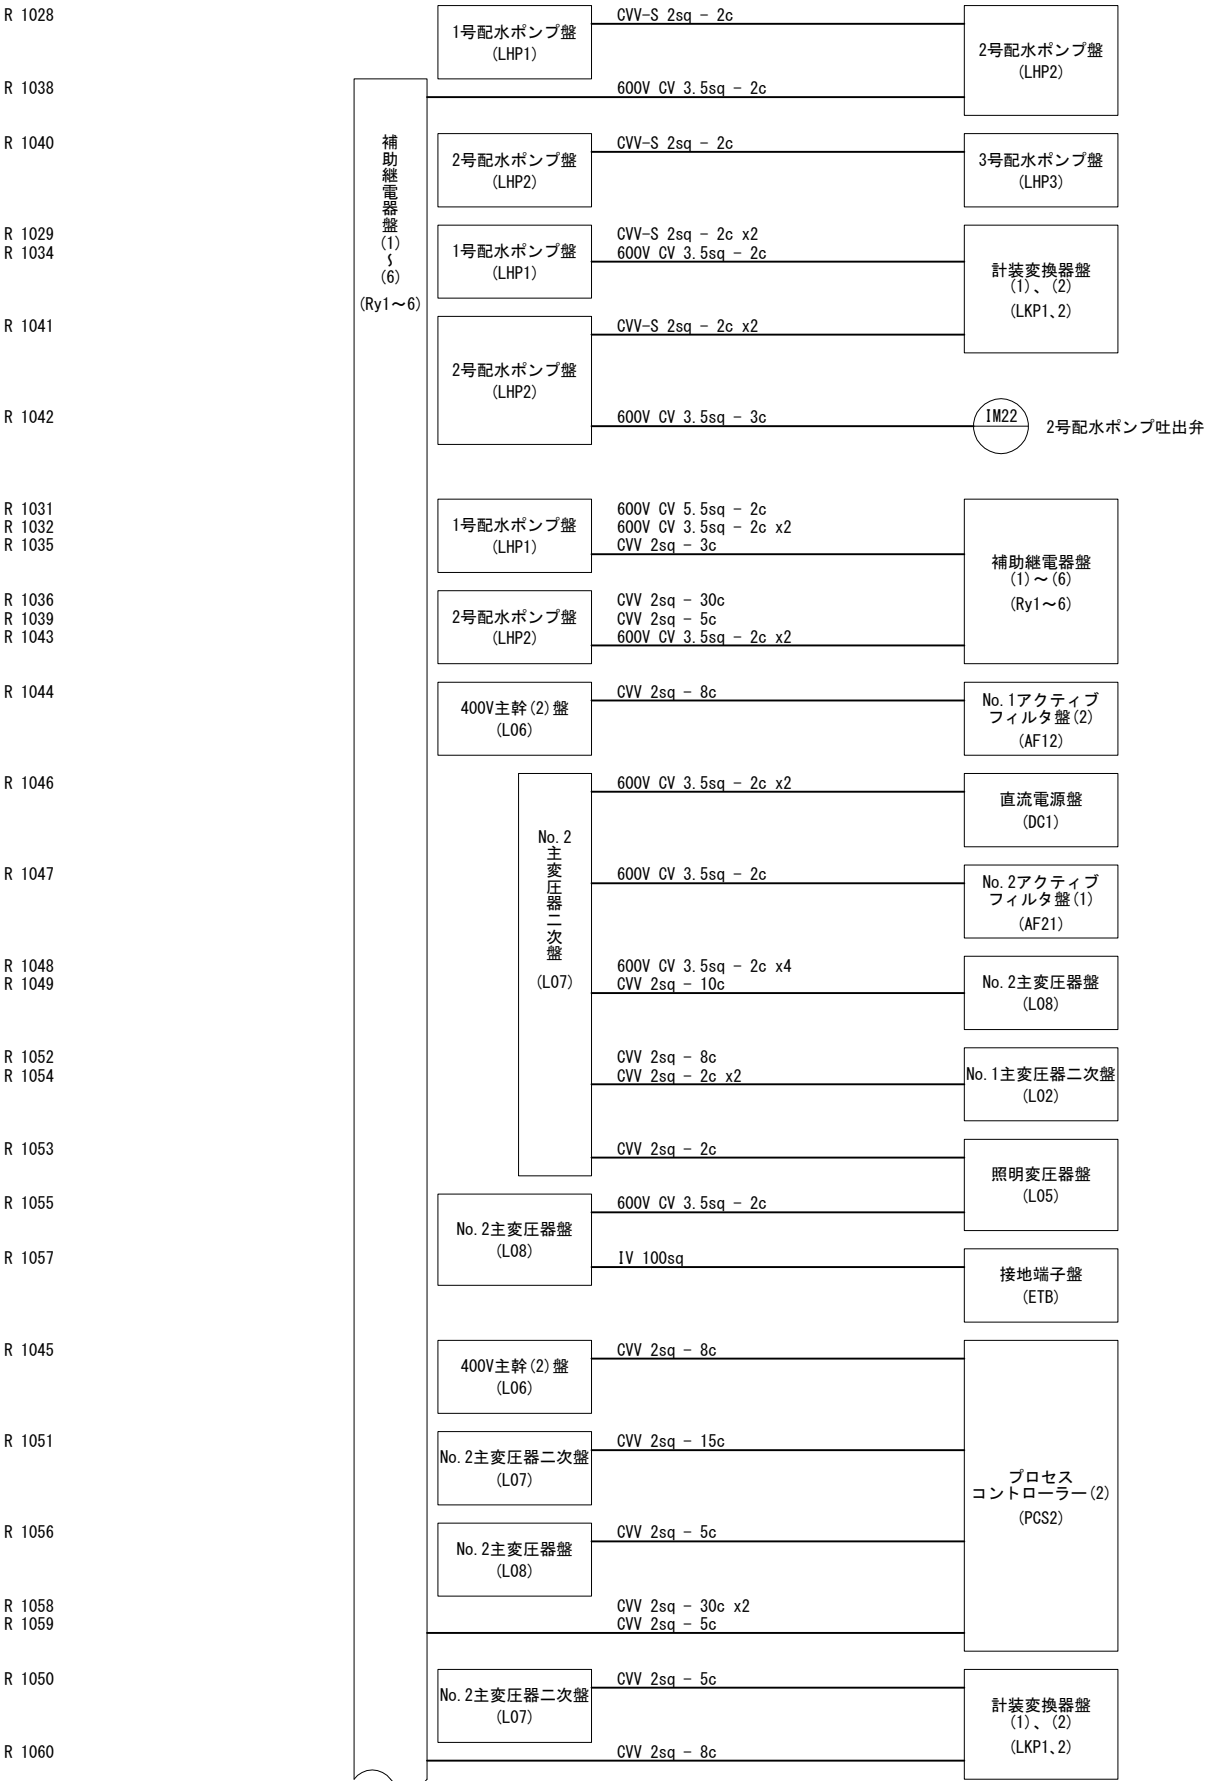 R 1028
1号配水ポンプ盤
(LHP1)
CVV-S 2sq - 2c
2号配水ポンプ盤
(LHP2)
R 1038
600V CV 3.5sq - 2c
補助継電器盤(1)～(6)
(Ry1～6)
R 1040
2号配水ポンプ盤
(LHP2)
CVV-S 2sq - 2c
3号配水ポンプ盤
(LHP3)
R 1029
R 1034
1号配水ポンプ盤
(LHP1)
CVV-S 2sq - 2c x2
600V CV 3.5sq - 2c
計装変換器盤
(1)、(2)
(LKP1、2)
R 1041
2号配水ポンプ盤
(LHP2)
CVV-S 2sq - 2c x2
R 1042
600V CV 3.5sq - 3c
IM22
2号配水ポンプ吐出弁
R 1031
R 1032
R 1035
1号配水ポンプ盤
(LHP1)
600V CV 5.5sq - 2c
600V CV 3.5sq - 2c x2
CVV 2sq - 3c
補助継電器盤
(1)～(6)
(Ry1～6)
R 1036
R 1039
R 1043
2号配水ポンプ盤
(LHP2)
CVV 2sq - 30c
CVV 2sq - 5c
600V CV 3.5sq - 2c x2
R 1044
400V主幹(2)盤
(L06)
CVV 2sq - 8c
No.1アクティブ
フィルタ盤(2)
(AF12)
R 1046
No.2主変圧器二次盤
(L07)
600V CV 3.5sq - 2c x2
直流電源盤
(DC1)
R 1047
600V CV 3.5sq - 2c
No.2アクティブ
フィルタ盤(1)
(AF21)
R 1048
R 1049
600V CV 3.5sq - 2c x4
CVV 2sq - 10c
No.2主変圧器盤
(L08)
R 1052
R 1054
CVV 2sq - 8c
CVV 2sq - 2c x2
No.1主変圧器二次盤
(L02)
R 1053
CVV 2sq - 2c
照明変圧器盤
(L05)
R 1055
No.2主変圧器盤
(L08)
600V CV 3.5sq - 2c
R 1057
IV 100sq
接地端子盤
(ETB)
R 1045
400V主幹(2)盤
(L06)
CVV 2sq - 8c
プロセス
コントローラー(2)
(PCS2)
R 1051
No.2主変圧器二次盤
(L07)
CVV 2sq - 15c
R 1056
No.2主変圧器盤
(L08)
CVV 2sq - 5c
R 1058
R 1059
CVV 2sq - 30c x2
CVV 2sq - 5c
R 1050
No.2主変圧器二次盤
(L07)
CVV 2sq - 5c
計装変換器盤
(1)、(2)
(LKP1、2)
R 1060
CVV 2sq - 8c